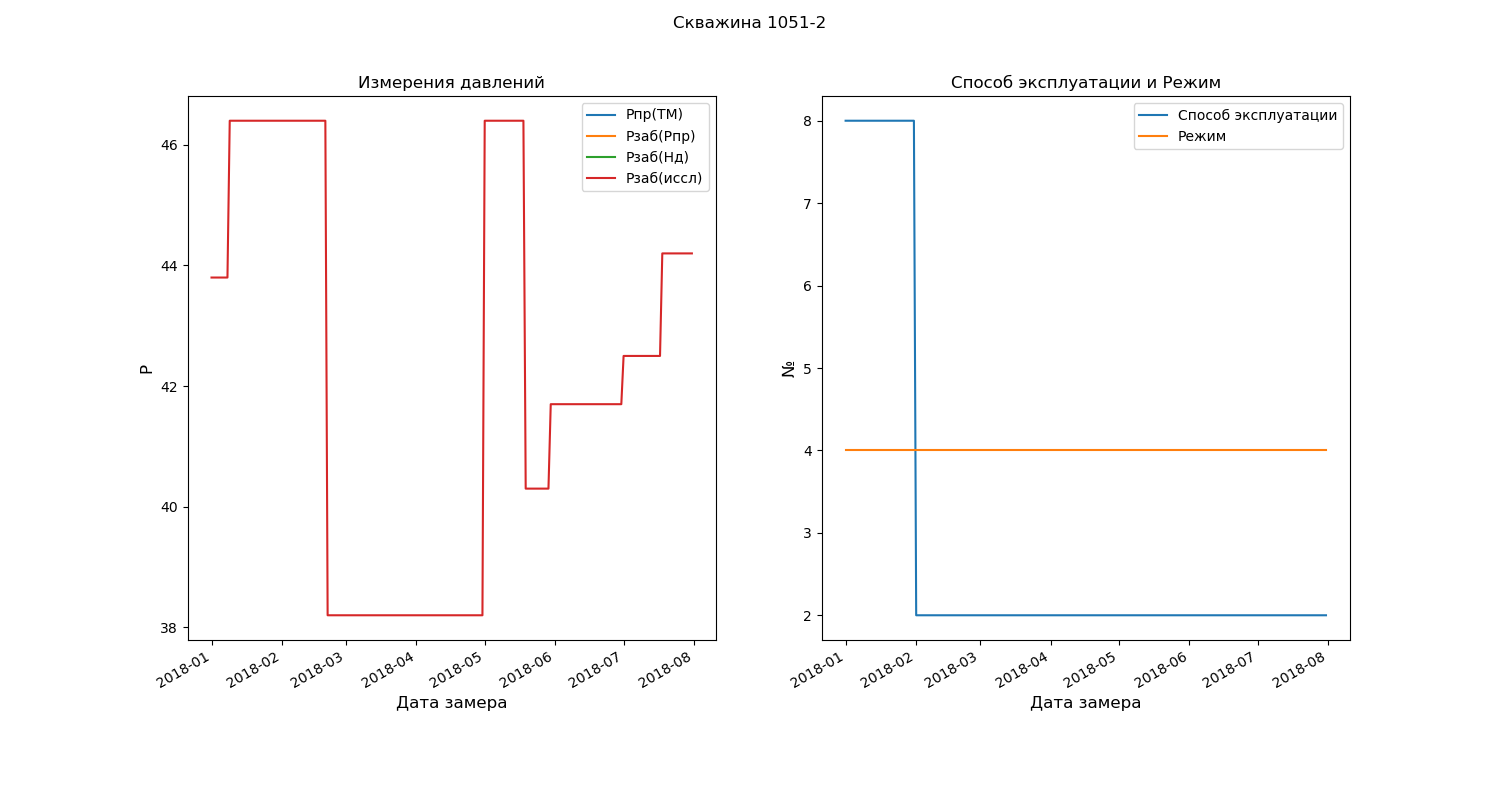 Скважина 1051-2
Измерения давлений
Рпр(ТМ)
Рзаб(Рпр)
Рзаб(Нд)
Рзаб(иссл)
46
44
42
40
38
Р
2018-01
2018-02
2018-03
2018-04
2018-05
2018-06
2018-07
2018-08
Дата замера
Способ эксплуатации и Режим
Способ эксплуатации
Режим
8
7
6
5
4
3
2
№
2018-01
2018-02
2018-03
2018-04
2018-05
2018-06
2018-07
2018-08
Дата замера